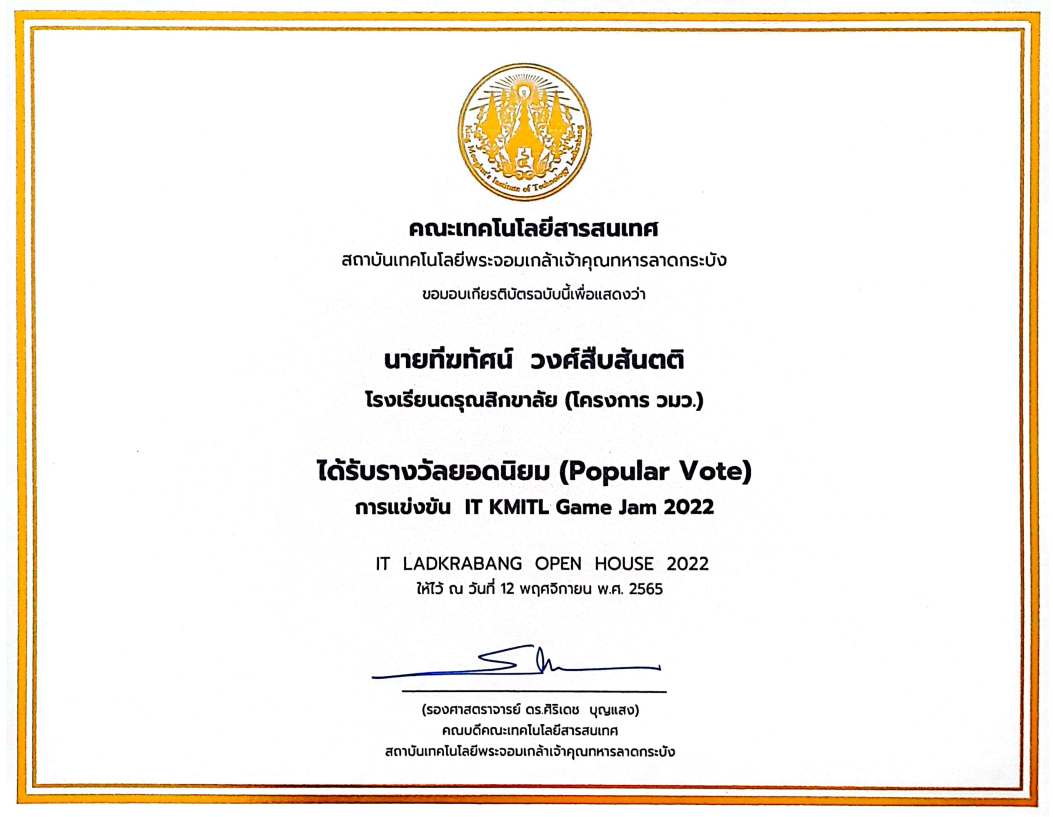 King Mongkut's Institute of Technology Ladkrabang
คณะเทคโนโลยีสารสนเทศ
สถาบันเทคโนโลยีพระจอมเกล้าเจ้าคุณทหารลาดกระบัง
ขอมอบเกียรติบัตรฉบับนี้เพื่อแสดงว่า
นายทีฆทัศน์ วงศ์สืบสันตติ
โรงเรียนดรุณสิกขาลัย (โครงการ วมว.)
ได้รับรางวัลยอดนิยม (Popular Vote)
การแข่งขัน IT KMITL Game Jam 2022
IT LADKRABANG OPEN HOUSE 2022
ให้ไว้ ณ วันที่ 12 พฤศจิกายน พ.ศ. 2565
(รองศาสตราจารย์ ดร.ศิริเดช บุญแสง)
คณบดีคณะเทคโนโลยีสารสนเทศ
สถาบันเทคโนโลยีพระจอมเกล้าเจ้าคุณทหารลาดกระบัง